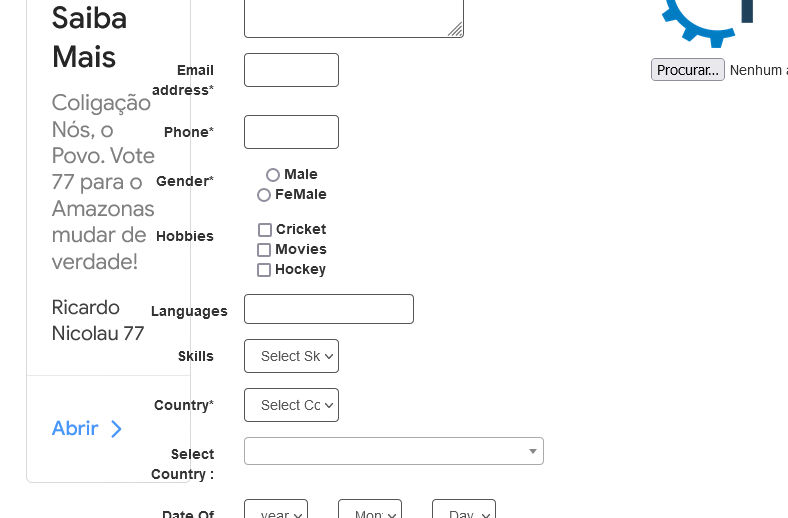 Saiba
Mais
Coligação
Nós, o
Povo. Vote
77 para o
Amazonas
mudar de
verdade!
Ricardo
Nicolau 77
Abrir
Email
address*
Phone*
Gender*
Male
FeMale
Hobbies
Cricket
Movies
Hockey
Languages
Skills
Select Sk
Country*
Select Co
Select
Country :
Date Of
year
Mon
Day
Procurar... Nenhum a